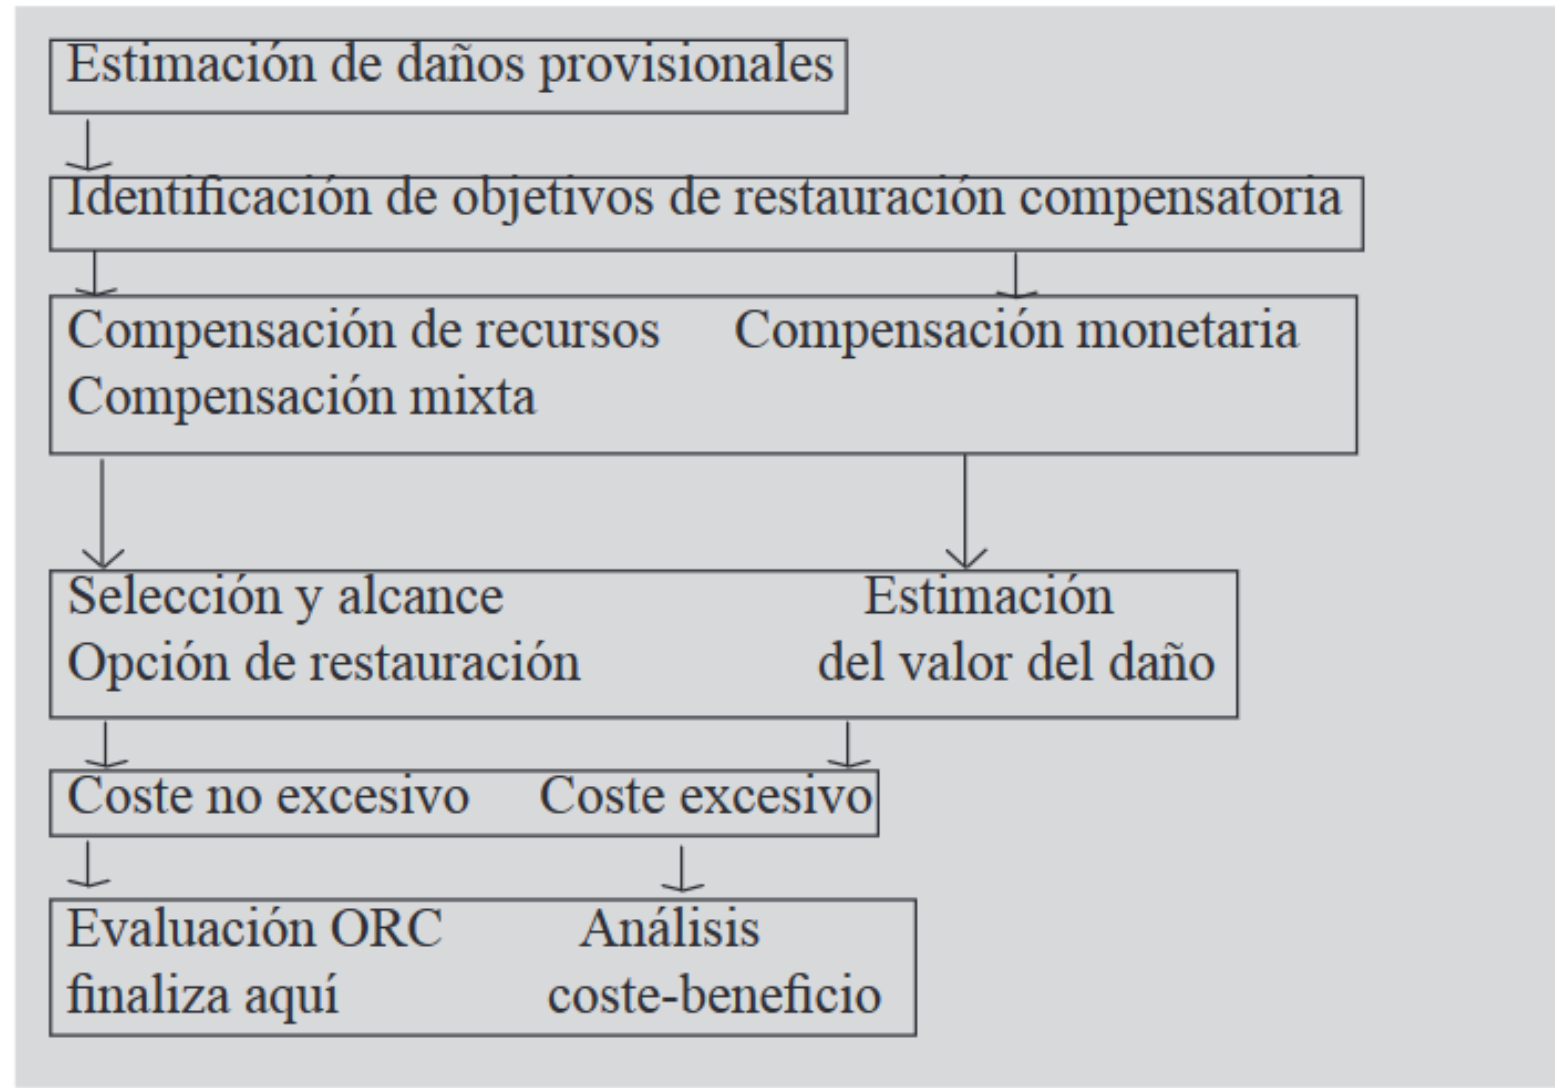 Estimación de daños provisionales
Identificación de objetivos de restauración compensatoria
Compensación de recursos Compensación monetaria
Compensación mixta
Selección y alcance Estimación
Opción de restauración del valor del daño
Coste no excesivo Coste excesivo
Evaluación ORC Análisis
finaliza aquí coste-beneficio